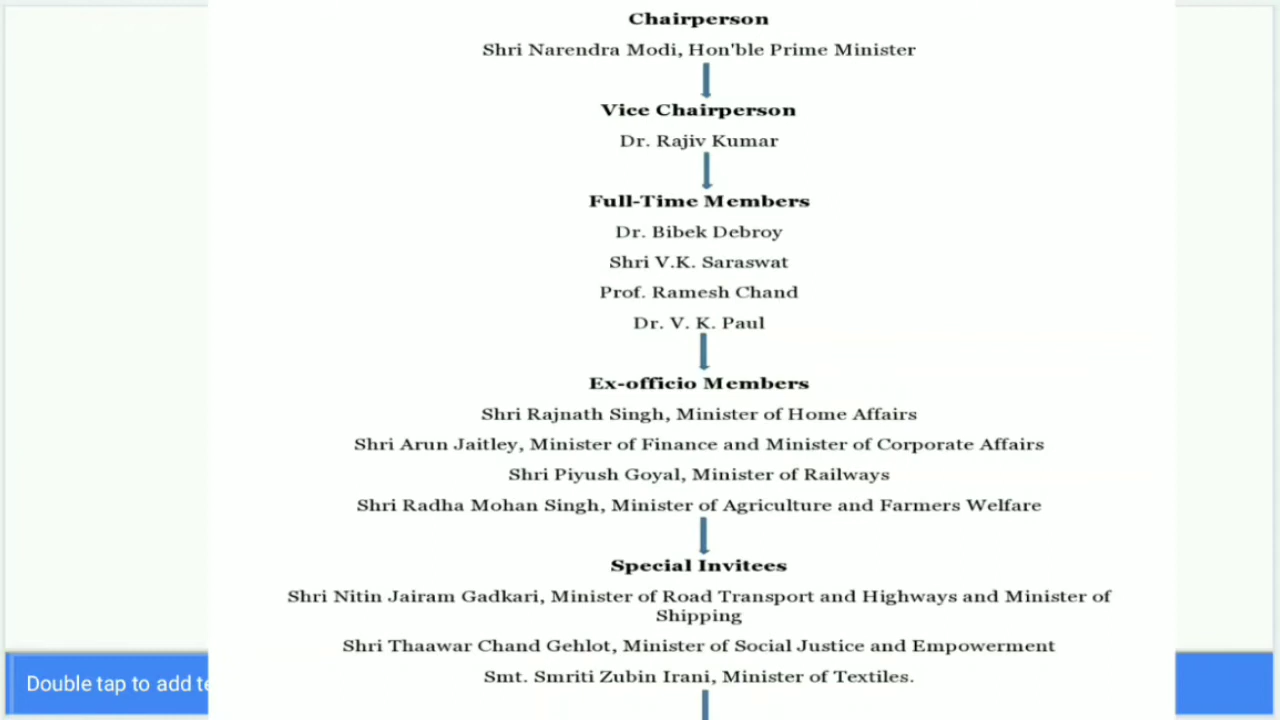 Chairperson
Shri Narendra Modi, Hon'ble Prime Minister
Vice Chairperson
Dr. Rajiv Kumar
Full-Time Members
Dr. Bibek Debroy
Shri V.K. Saraswat
Prof. Ramesh Chand
Dr. V. K. Paul
Ex-officio Members
Shri Rajnath Singh, Minister of Home Affairs
Shri Arun Jaitley, Minister of Finance and Minister of Corporate Affairs
Shri Piyush Goyal, Minister of Railways
Shri Radha Mohan Singh, Minister of Agriculture and Farmers Welfare
Special Invitees
Shri Nitin Jairam Gadkari, Minister of Road Transport and Highways and Minister of
Shipping
Shri Thaawar Chand Gehlot, Minister of Social Justice and Empowerment
Smt. Smriti Zubin Irani, Minister of Textiles.
Double tap to add